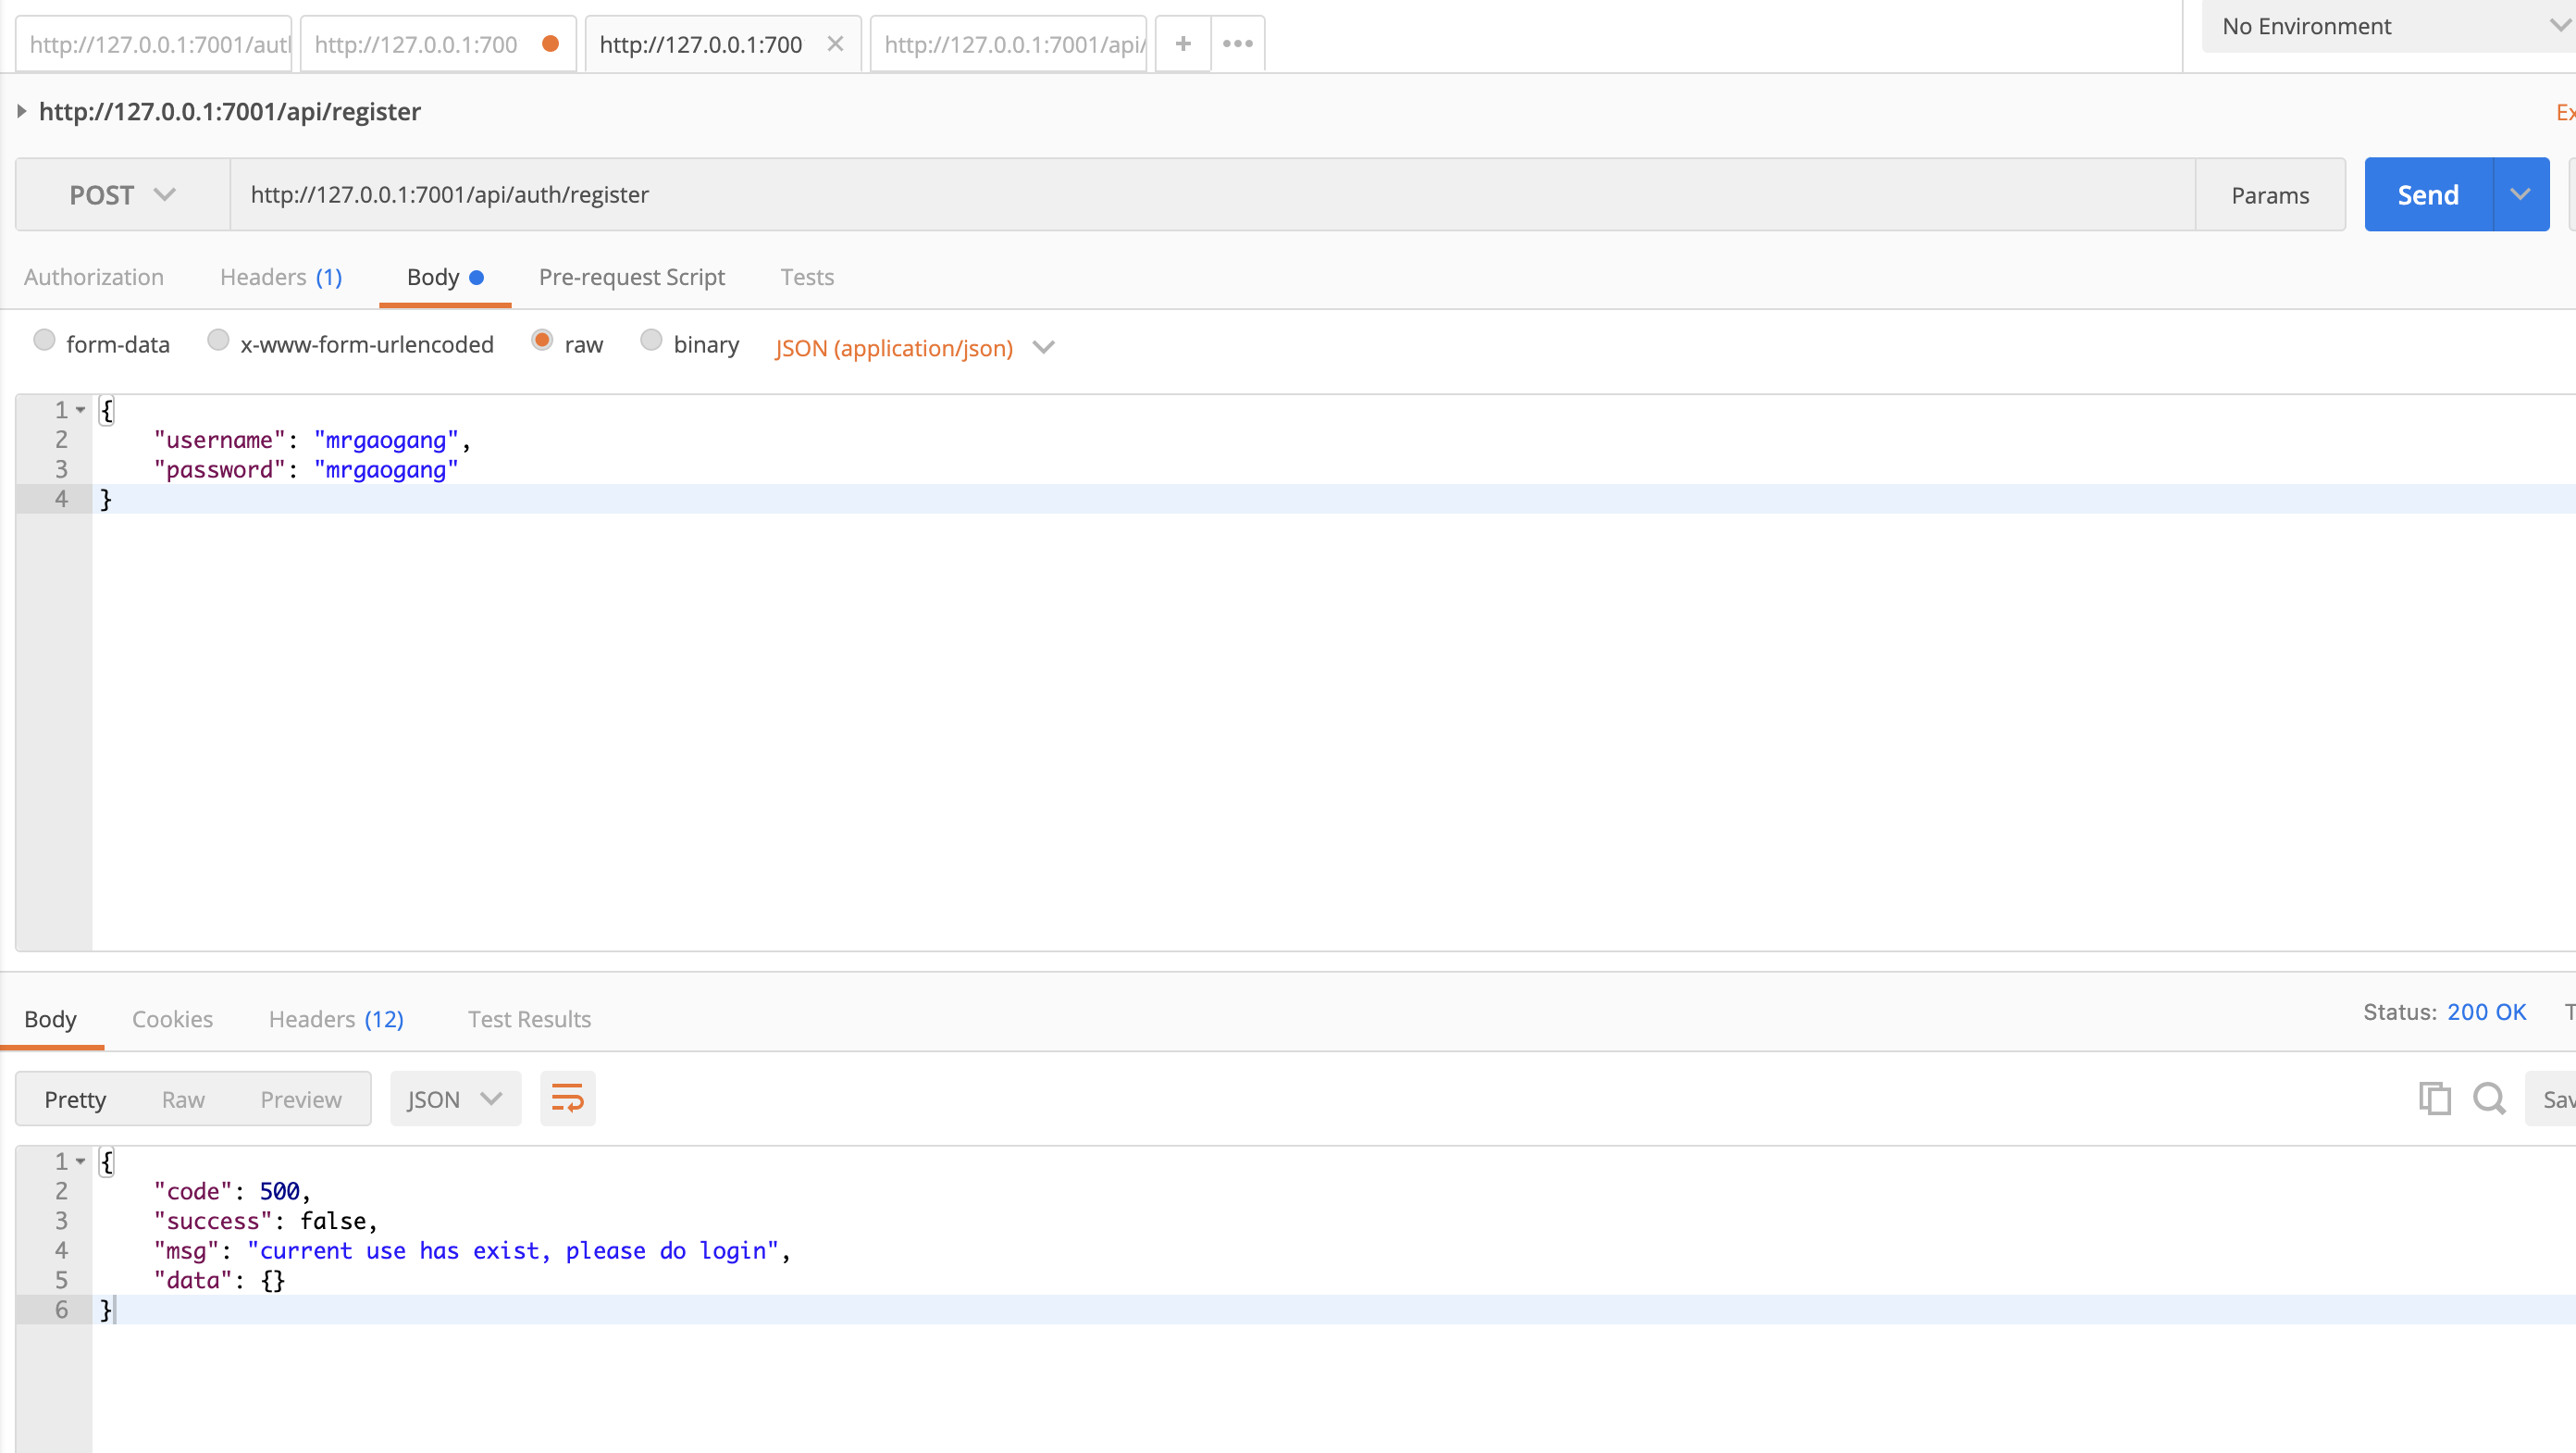 http://127.0.0.1:7001/aut
http://127.0.0.1:700
http://127.0.0.1:700
http://127.0.0.1:7001/api/
No Environment
http://127.0.0.1:7001/api/register
Ex
POST
http://127.0.0.1:7001/api/auth/register
Params
Send
Authorization
Headers (1)
Body
Pre-request Script
Tests
form-data
x-www-form-urlencoded
raw
binary
JSON (application/json)
1 {
2 "username": "mrgaogang",
3 "password": "mrgaogang"
4 }
Body
Cookies
Headers (12)
Test Results
Status: 200 OK
T
Pretty
Raw
Preview
JSON
Sav
1 {
2 "code": 500,
3 "success": false,
4 "msg": "current use has exist, please do login",
5 "data": {}
6 }